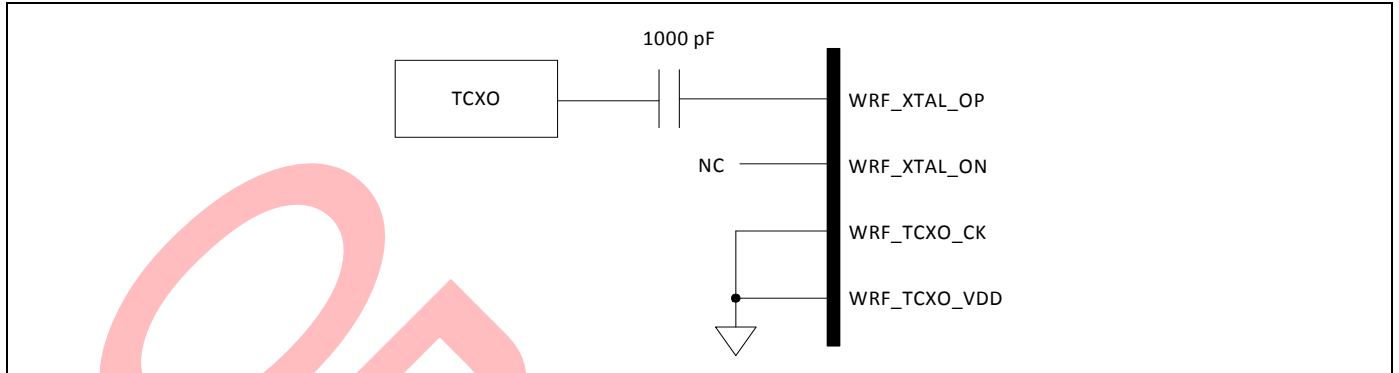 1000 pF
TCXO
WRF_XTAL_OP
NC
WRF_XTAL_ON
WRF_TCXO_CK
WRF_TCXO_VDD